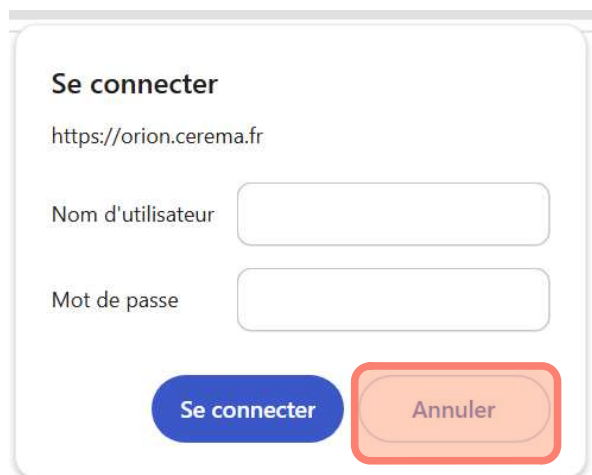 Se connecter
https://orion.cerema.fr
Nom d'utilisateur
Mot de passe
Se connecter
Annuler